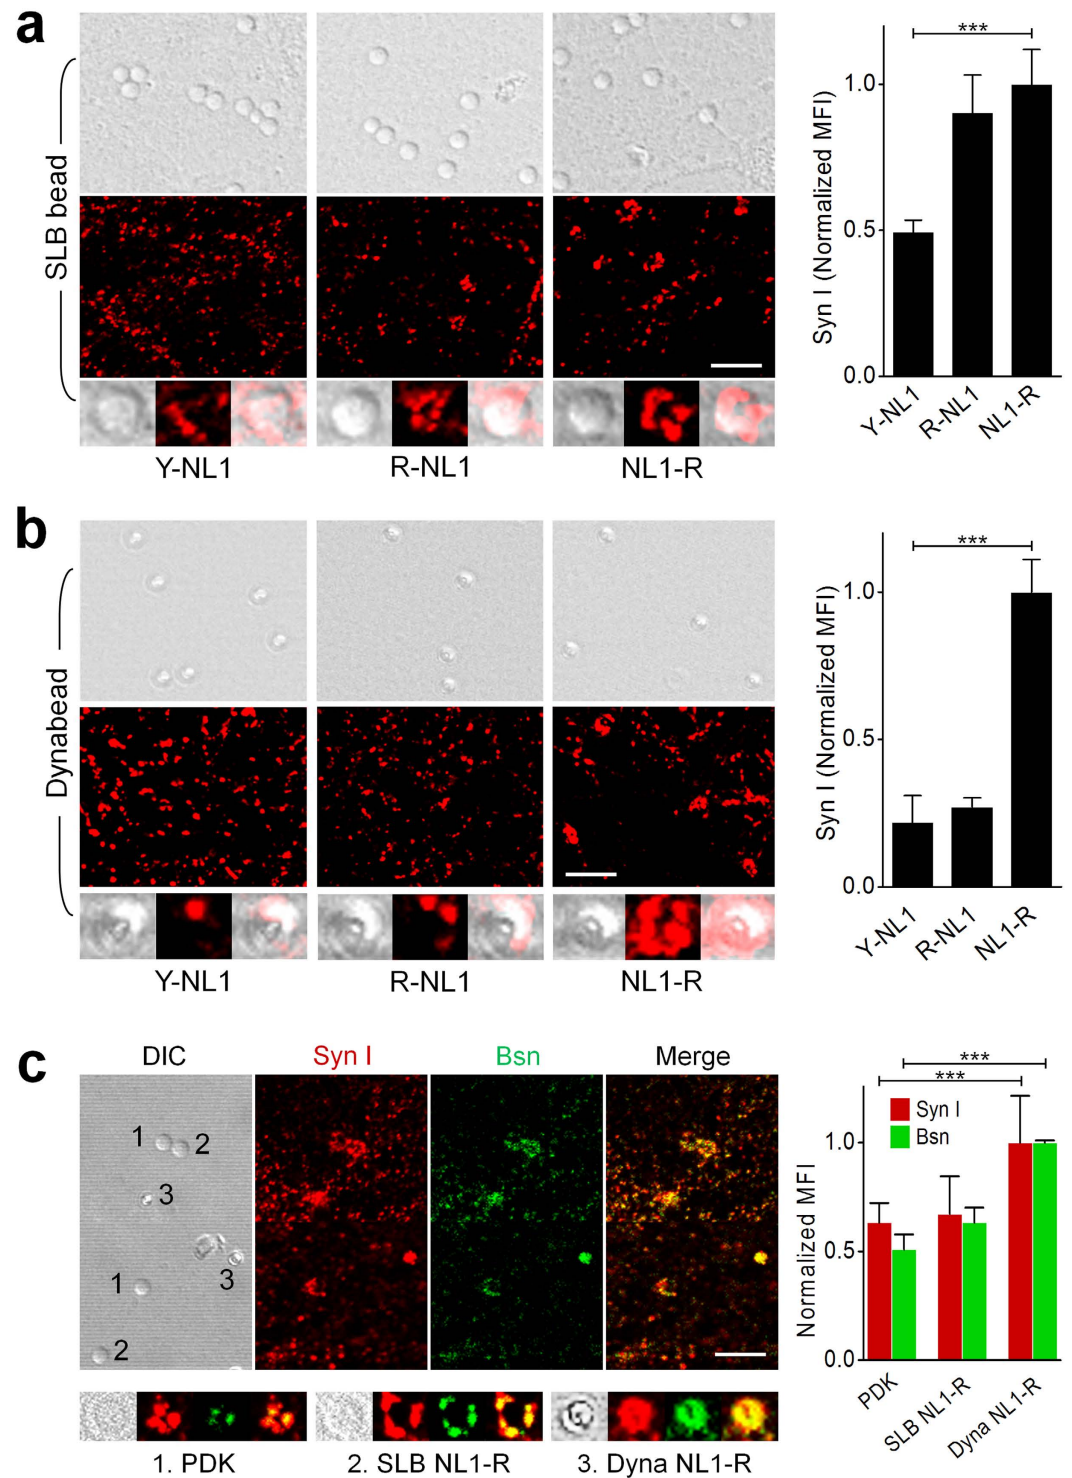 a
SLB bead
Y-NL1
R-NL1
NL1-R
***
Syn I (Normalized MFI)
1.0
0.5
0.0
Y-NL1
R-NL1
NL1-R
b
Dynabead
Y-NL1
R-NL1
NL1-R
***
Syn I (Normalized MFI)
1.0
0.5
0.0
Y-NL1
R-NL1
NL1-R
c
DIC
Syn I
Bsn
Merge
1
2
3
3
1
2
1. PDK
2. SLB NL1-R
3. Dyna NL1-R
***
***
Syn I
Bsn
Normalized MFI
1.0
0.5
0.0
PDK
SLB NL1-R
Dyna NL1-R